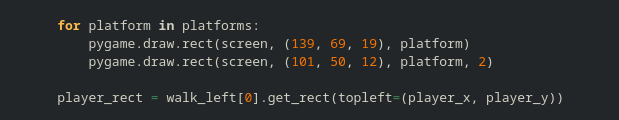 for platform in platforms:
    pygame.draw.rect(screen, (139, 69, 19), platform)
    pygame.draw.rect(screen, (101, 50, 12), platform, 2)

player_rect = walk_left[0].get_rect(topleft=(player_x, player_y))